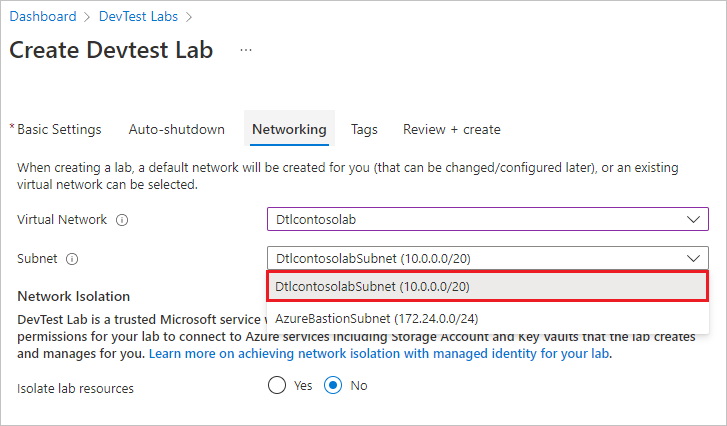 Dashboard > DevTest Labs >
Create Devtest Lab ...
* Basic Settings Auto-shutdown Networking Tags Review + create
When creating a lab, a default network will be created for you (that can be changed/configured later), or an existing
virtual network can be selected.
Virtual Network Dtlcontosolab
Subnet DtlcontosolabSubnet (10.0.0.0/20)
DtlcontosolabSubnet (10.0.0.0/20)
Network Isolation
AzureBastionSubnet (172.24.0.0/24)
DevTest Lab is a trusted Microsoft service
permissions for your lab to connect to Azure services including Storage Account and Key Vaults that the lab creates
and manages for you. Learn more on achieving network isolation with managed identity for your lab.
Isolate lab resources Yes No